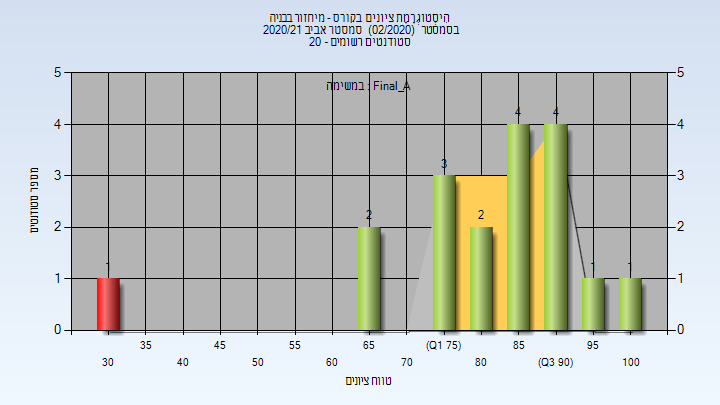 היסטוגרמת ציונים בקורס - מיחזור בבניה
בסמסטר (02/2020) סמסטר אביב 2020/21
סטודנטים רשומים - 20
במשימה : Final_A
מספר סטודנטים
5 5
4 4
3 3
2 2
1 1
0 0
1 2 3 2 4 4 1 1
35 45 55 65 (Q1 75) 85 95
30 40 50 60 70 80 (Q3 90) 100
טווח ציונים